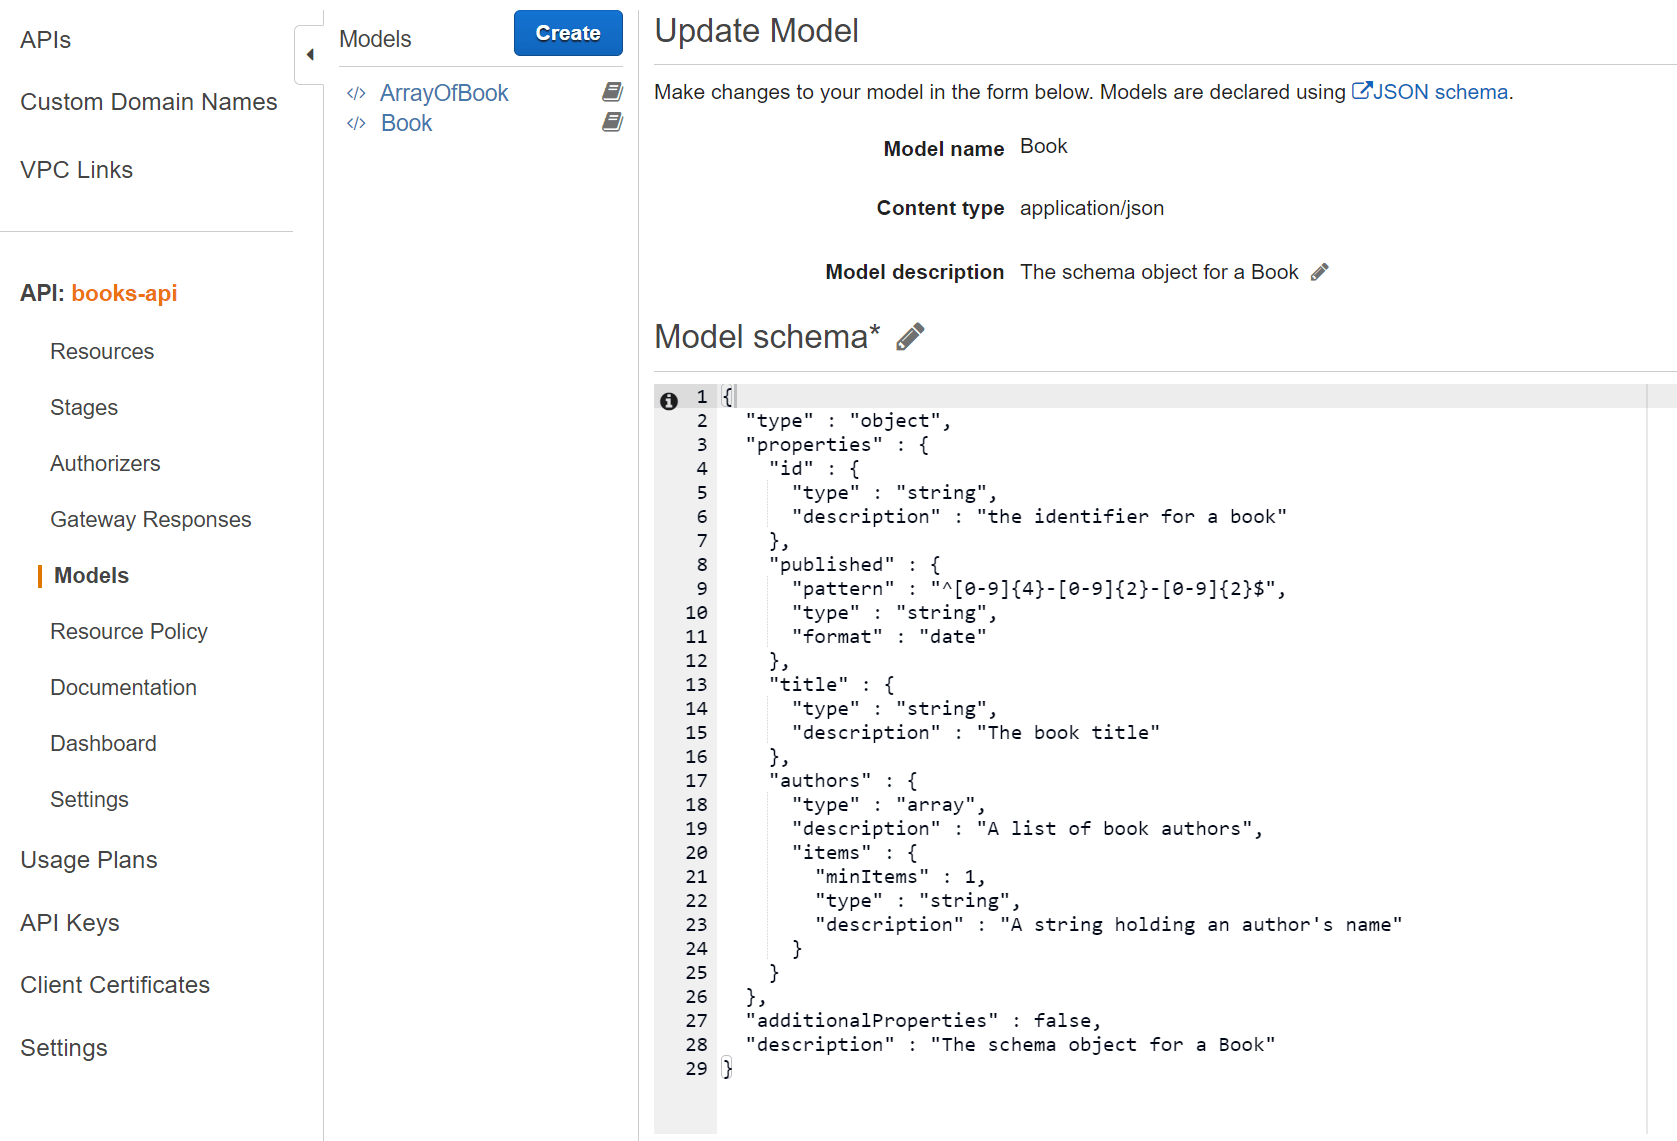 APIs
Custom Domain Names
VPC Links
API: books-api
Resources
Stages
Authorizers
Gateway Responses
Models
Resource Policy
Documentation
Dashboard
Settings
Usage Plans
API Keys
Client Certificates
Settings
Models
Create
</> ArrayOfBook
</> Book
Update Model
Make changes to your model in the form below. Models are declared using JSON schema.
Model name Book
Content type application/json
Model description The schema object for a Book
Model schema*
1 {
2   "type" : "object",
3   "properties" : {
4     "id" : {
5       "type" : "string",
6       "description" : "the identifier for a book"
7     },
8     "published" : {
9       "pattern" : "^[0-9]{4}-[0-9]{2}-[0-9]{2}$",
10       "type" : "string",
11       "format" : "date"
12     },
13     "title" : {
14       "type" : "string",
15       "description" : "The book title"
16     },
17     "authors" : {
18       "type" : "array",
19       "description" : "A list of book authors",
20       "items" : {
21         "minItems" : 1,
22         "type" : "string",
23         "description" : "A string holding an author's name"
24       }
25     }
26   },
27   "additionalProperties" : false,
28   "description" : "The schema object for a Book"
29 }